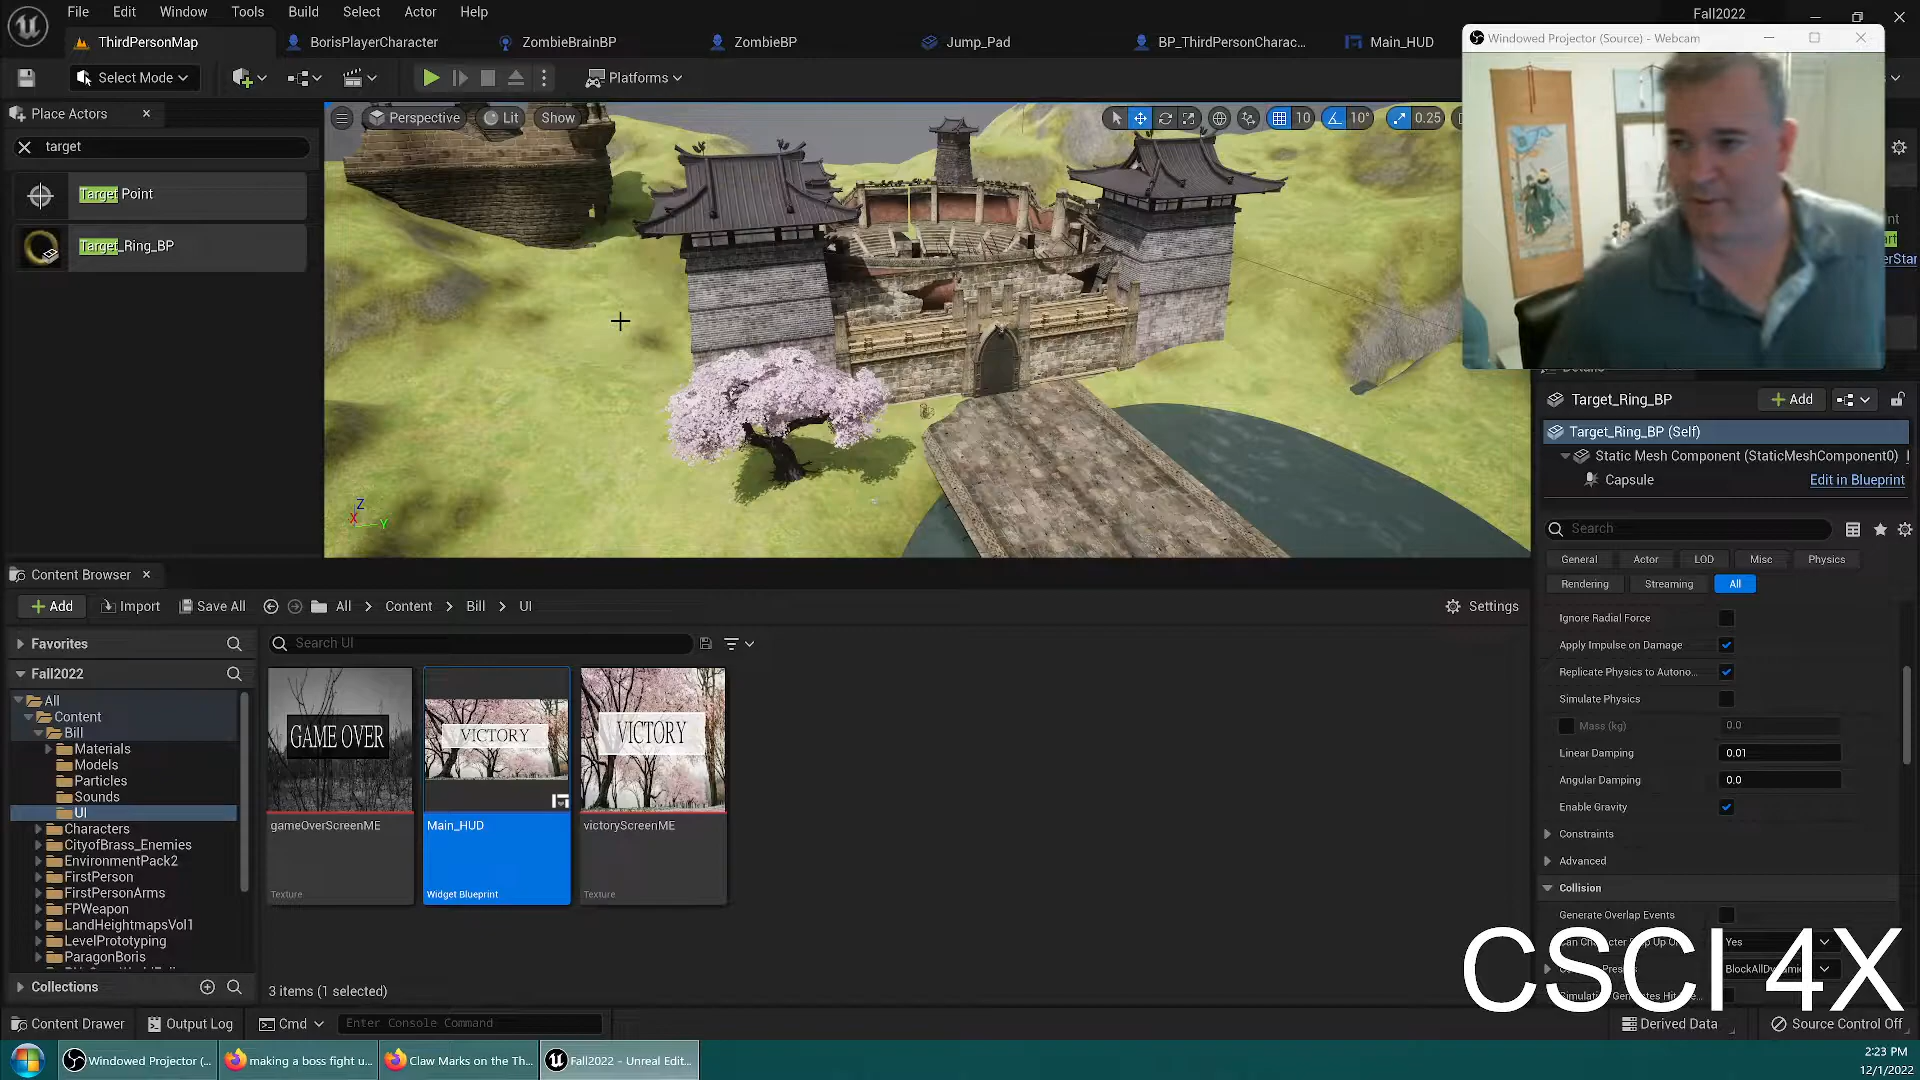 File Edit Window Tools Build Select Actor Help
Fall2022
ThirdPersonMap BorisPlayerCharacter ZombieBrainBP ZombieBP Jump_Pad BP_ThirdPersonCharac... Main_HUD
Windowed Projector (Source) - Webcam
Select Mode Platforms
Place Actors
Perspective Lit Show 10 10° 0.25
target
Target Point
Target_Ring_BP
Target_Ring_BP Add
Target_Ring_BP (Self)
Static Mesh Component (StaticMeshComponent0)
Capsule Edit in Blueprint
Search
General Actor LOD Misc Physics
Rendering Streaming All
Ignore Radial Force
Apply Impulse on Damage
Replicate Physics to Autono...
Simulate Physics
Mass (kg) 0.0
Linear Damping 0.01
Angular Damping 0.0
Enable Gravity
Constraints
Advanced
Collision
Generate Overlap Events
Yes
BlockAllDynamic
Z
X
Y
Content Browser
Add Import Save All All Content Bill UI Settings
Favorites Search UI
Fall2022
All
Content
Bill
Materials
Models
Particles
Sounds
UI
Characters
CityofBrass_Enemies
EnvironmentPack2
FirstPerson
FirstPersonArms
FPWeapon
LandHeightmapsVol1
LevelPrototyping
ParagonBoris
Collections
GAME OVER
gameOverScreenME
Texture
VICTORY
Main_HUD
Widget Blueprint
VICTORY
victoryScreenME
Texture
3 items (1 selected)
CSCI 4X
Content Drawer Output Log Cmd Enter Console Command Derived Data Source Control Off
Windowed Projector (... making a boss fight u... Claw Marks on the Th... Fall2022 - Unreal Edit...
2:23 PM
12/1/2022